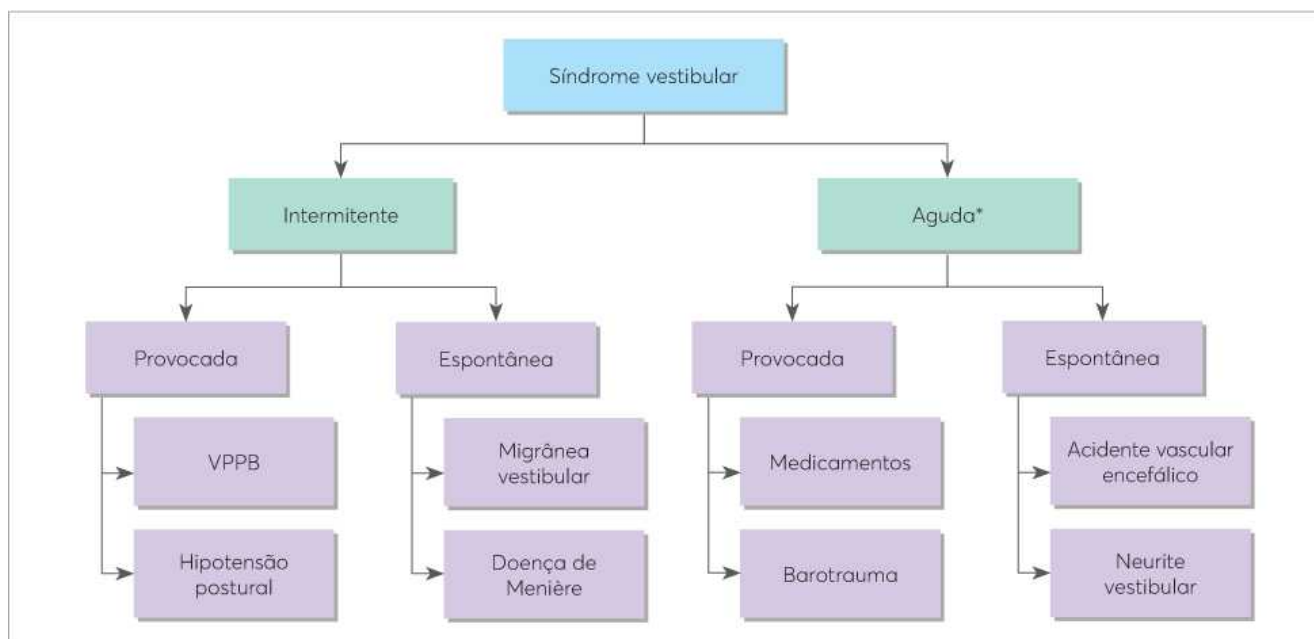 Síndrome vestibular
Intermitente
Aguda*
Provocada
Espontânea
Provocada
Espontânea
VPPB
Migrânea
vestibular
Medicamentos
Acidente vascular
encefálico
Hipotensão
postural
Doença de
Menière
Barotrauma
Neurite
vestibular